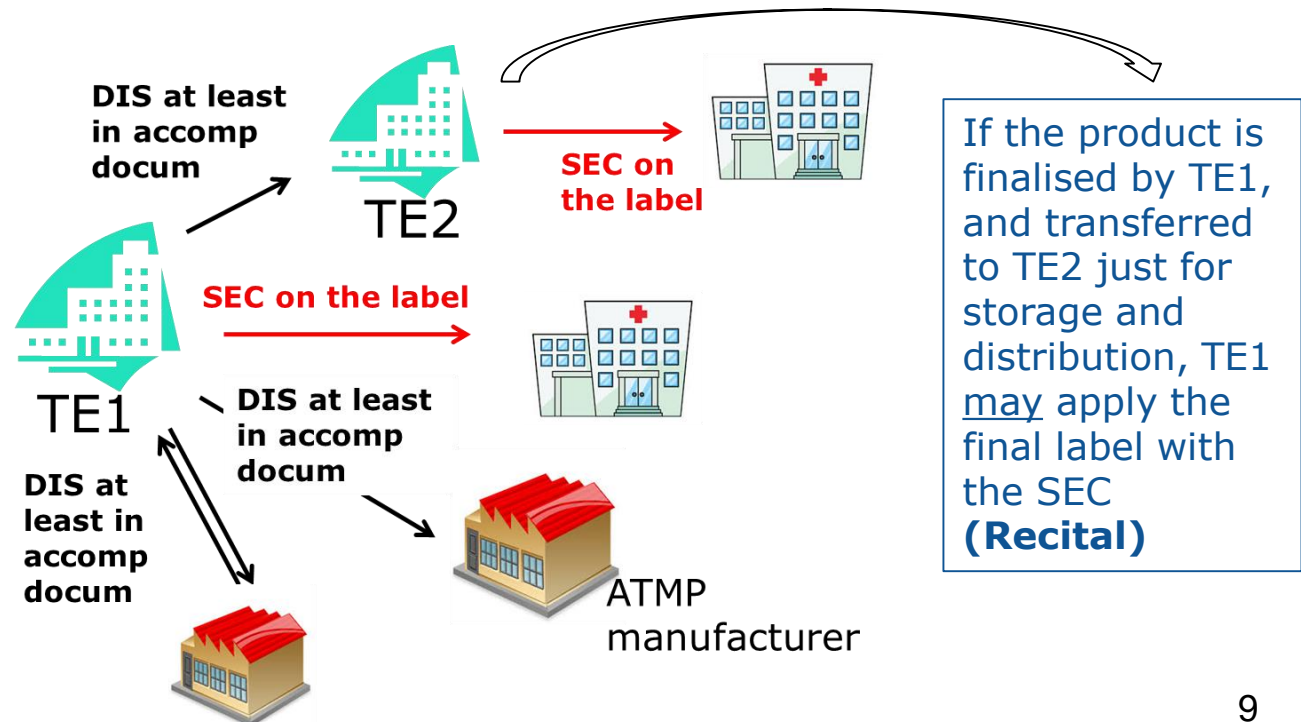 DIS at least
in accomp
docum
TE2
SEC on
the label
TE1
SEC on the label
DIS at least
in accomp
docum
DIS at
least in
accomp
docum
ATMP
manufacturer
If the product is
finalised by TE1,
and transferred
to TE2 just for
storage and
distribution, TE1
may apply the
final label with
the SEC
(Recital)
9